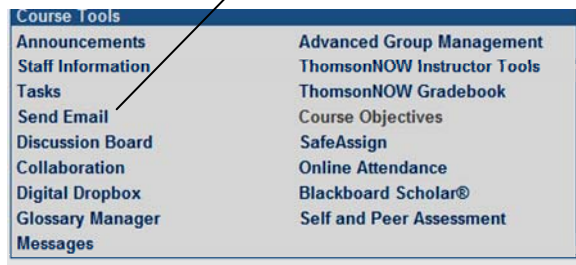 Course Tools
Announcements
Staff Information
Tasks
Send Email
Discussion Board
Collaboration
Digital Dropbox
Glossary Manager
Messages
Advanced Group Management
ThomsonNOW Instructor Tools
ThomsonNOW Gradebook
Course Objectives
SafeAssign
Online Attendance
Blackboard Scholar®
Self and Peer Assessment